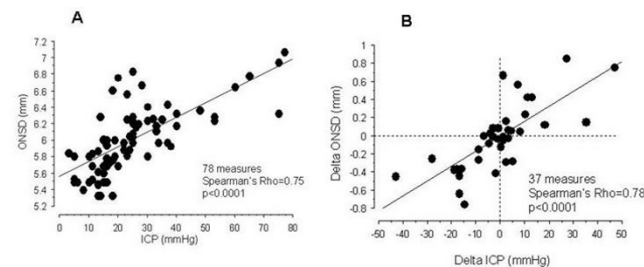 A
7.2
7
6.8
6.6
6.4
6.2
6
5.8
5.6
5.4
5.2
ONSD (mm)
78 measures
Spearman's Rho=0.75
p<0.0001
0 10 20 30 40 50 60 70 80
ICP (mmHg)
B
1
0.8
0.6
0.4
0.2
0
-0.2
-0.4
-0.6
-0.8
Delta ONSD (mm)
37 measures
Spearman's Rho=0.78
p<0.0001
-50 -40 -30 -20 -10 0 10 20 30 40 50
Delta ICP (mmHg)